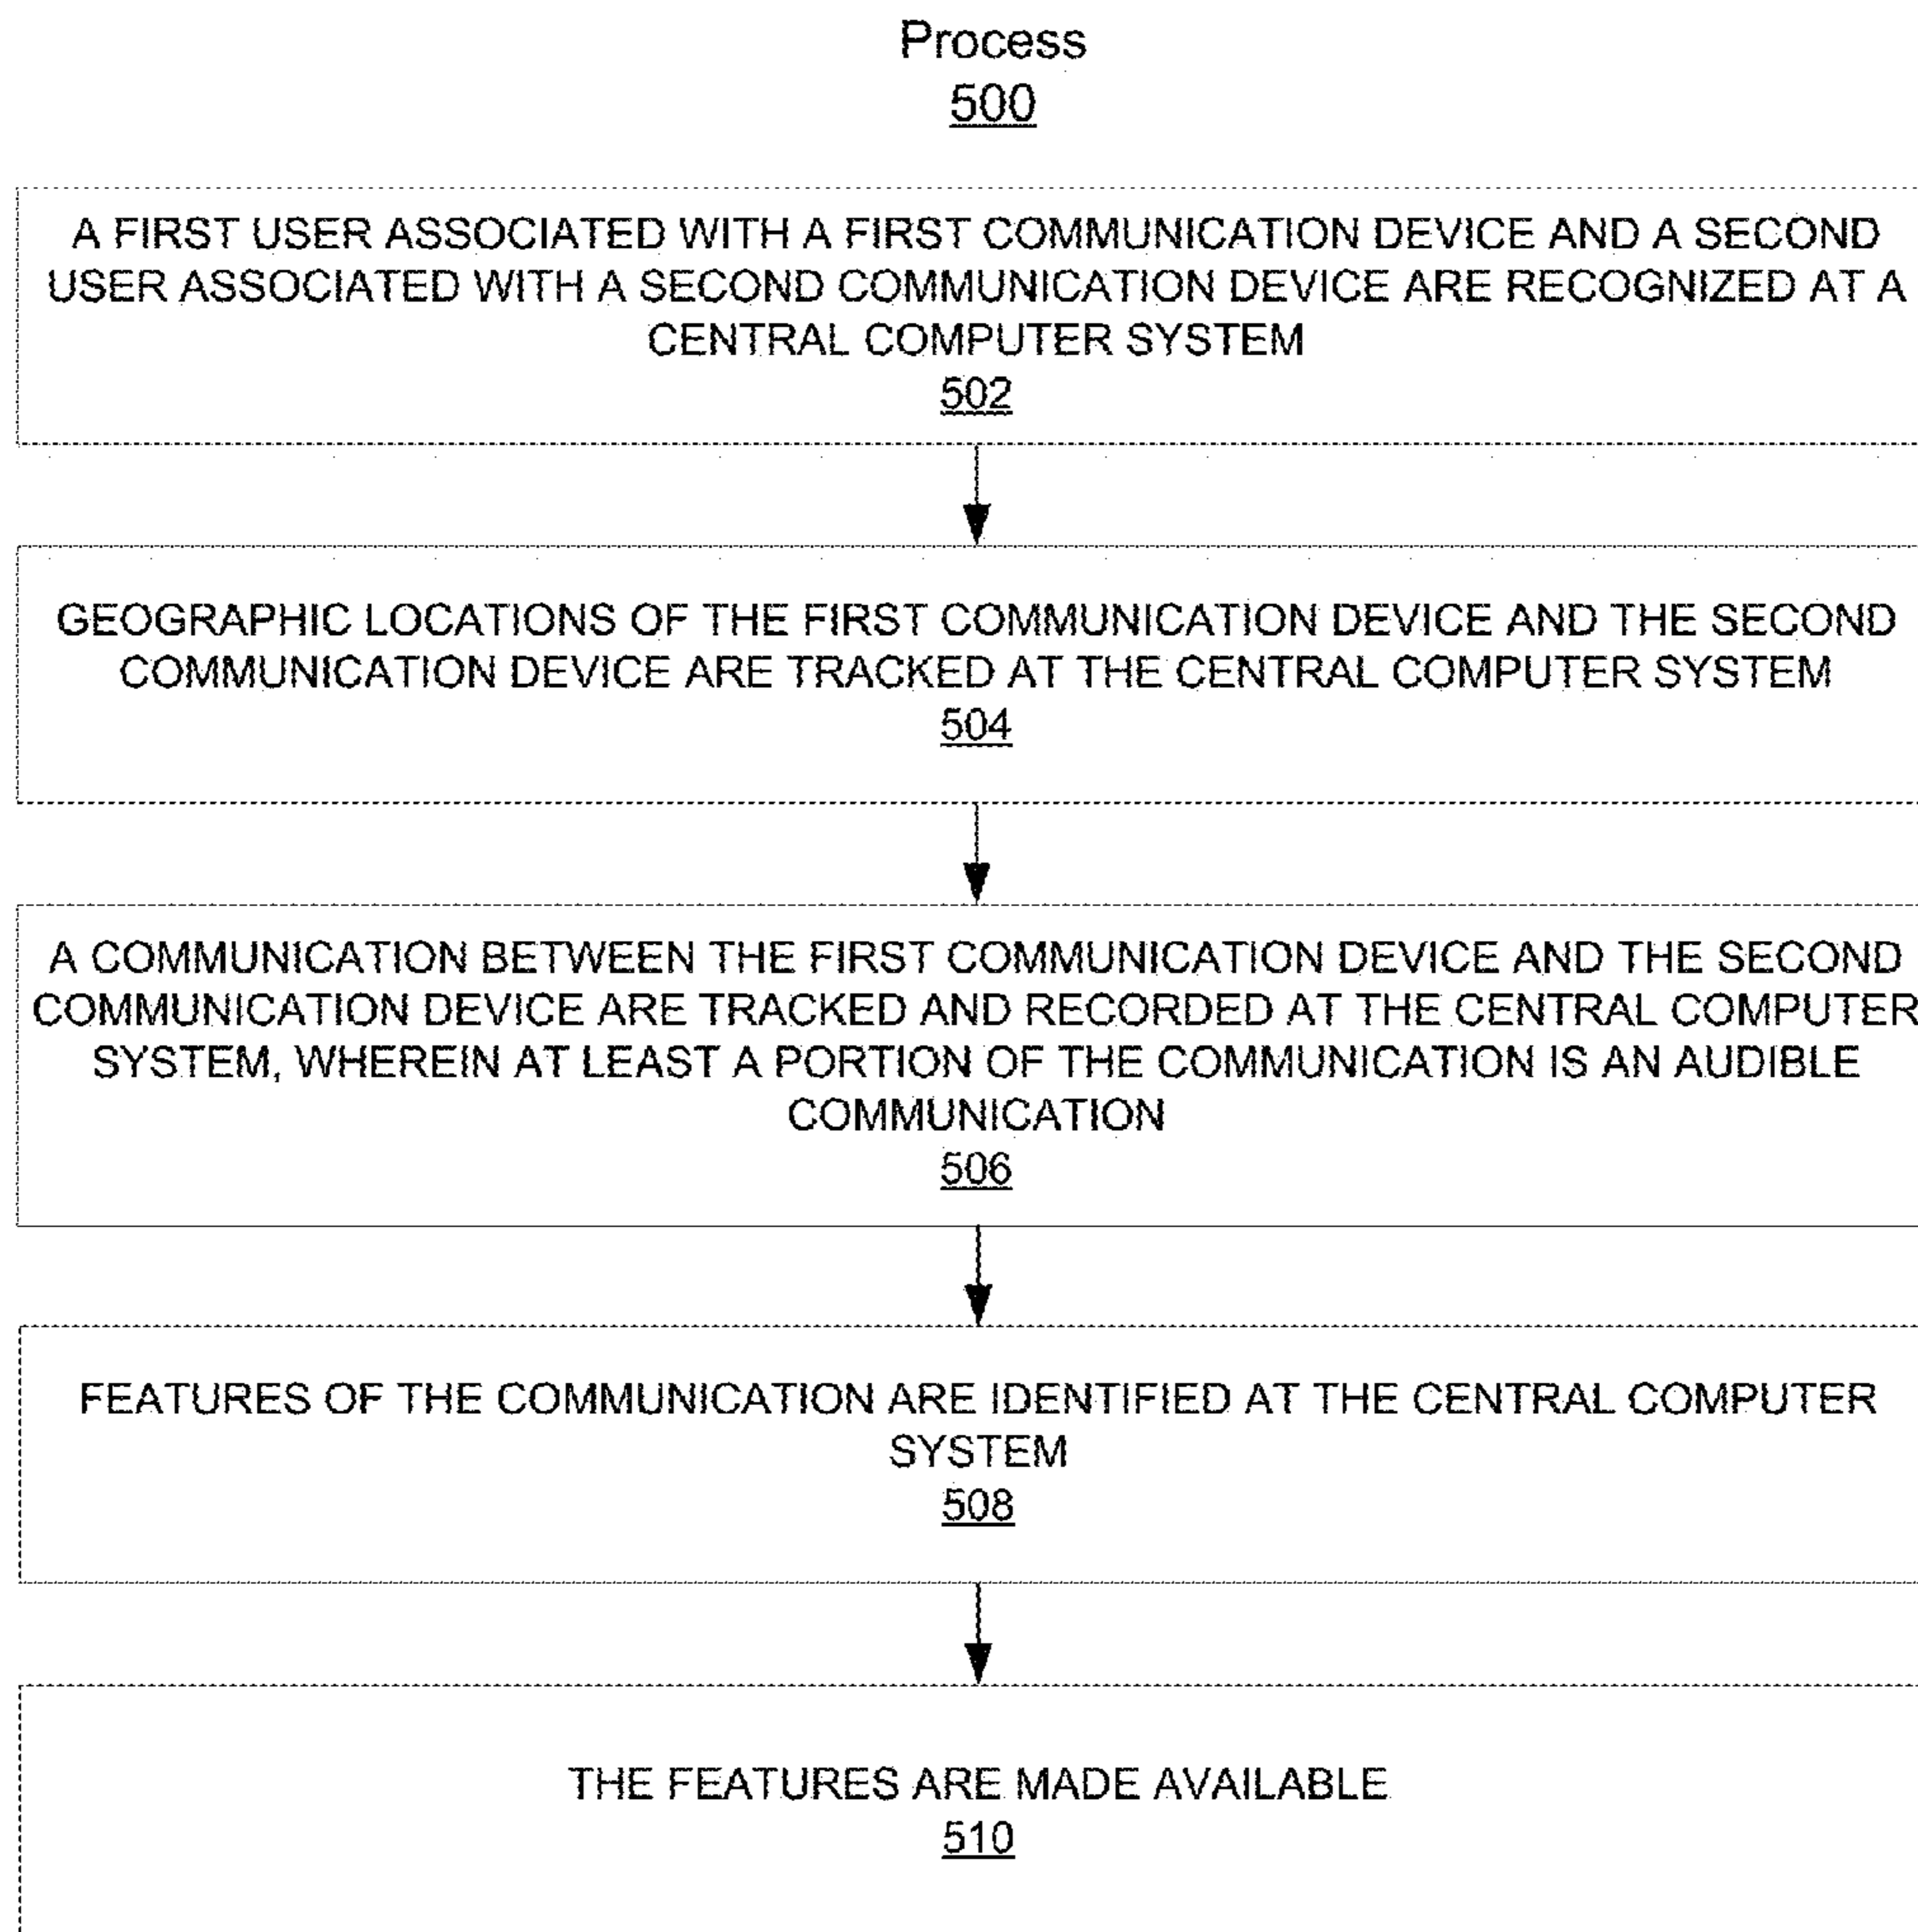 Process
500
A FIRST USER ASSOCIATED WITH A FIRST COMMUNICATION DEVICE AND A SECOND
USER ASSOCIATED WITH A SECOND COMMUNICATION DEVICE ARE RECOGNIZED AT A
CENTRAL COMPUTER SYSTEM
502
GEOGRAPHIC LOCATIONS OF THE FIRST COMMUNICATION DEVICE AND THE SECOND
COMMUNICATION DEVICE ARE TRACKED AT THE CENTRAL COMPUTER SYSTEM
504
A COMMUNICATION BETWEEN THE FIRST COMMUNICATION DEVICE AND THE SECOND
COMMUNICATION DEVICE ARE TRACKED AND RECORDED AT THE CENTRAL COMPUTER
SYSTEM, WHEREIN AT LEAST A PORTION OF THE COMMUNICATION IS AN AUDIBLE
COMMUNICATION
506
FEATURES OF THE COMMUNICATION ARE IDENTIFIED AT THE CENTRAL COMPUTER
SYSTEM
508
THE FEATURES ARE MADE AVAILABLE
510